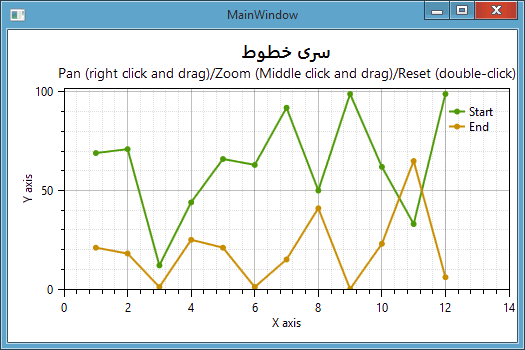 MainWindow
سری خطوط
Pan (right click and drag)/Zoom (Middle click and drag)/Reset (double-click)
100
50
0
Y axis
Start
End
0 2 4 6 8 10 12 14
X axis